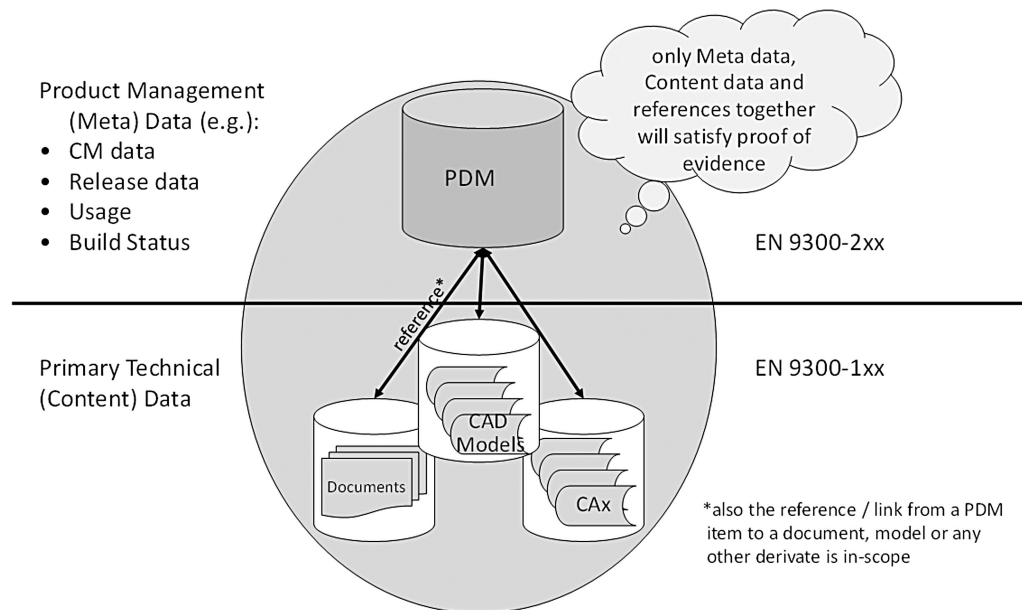 Product Management
(Meta) Data (e.g.):
• CM data
• Release data
• Usage
• Build Status
PDM
only Meta data,
Content data and
references together
will satisfy proof of
evidence
EN 9300-2xx
reference*
Primary Technical
(Content) Data
EN 9300-1xx
CAD
Models
Documents
CAx
*also the reference / link from a PDM
item to a document, model or any
other derivate is in-scope